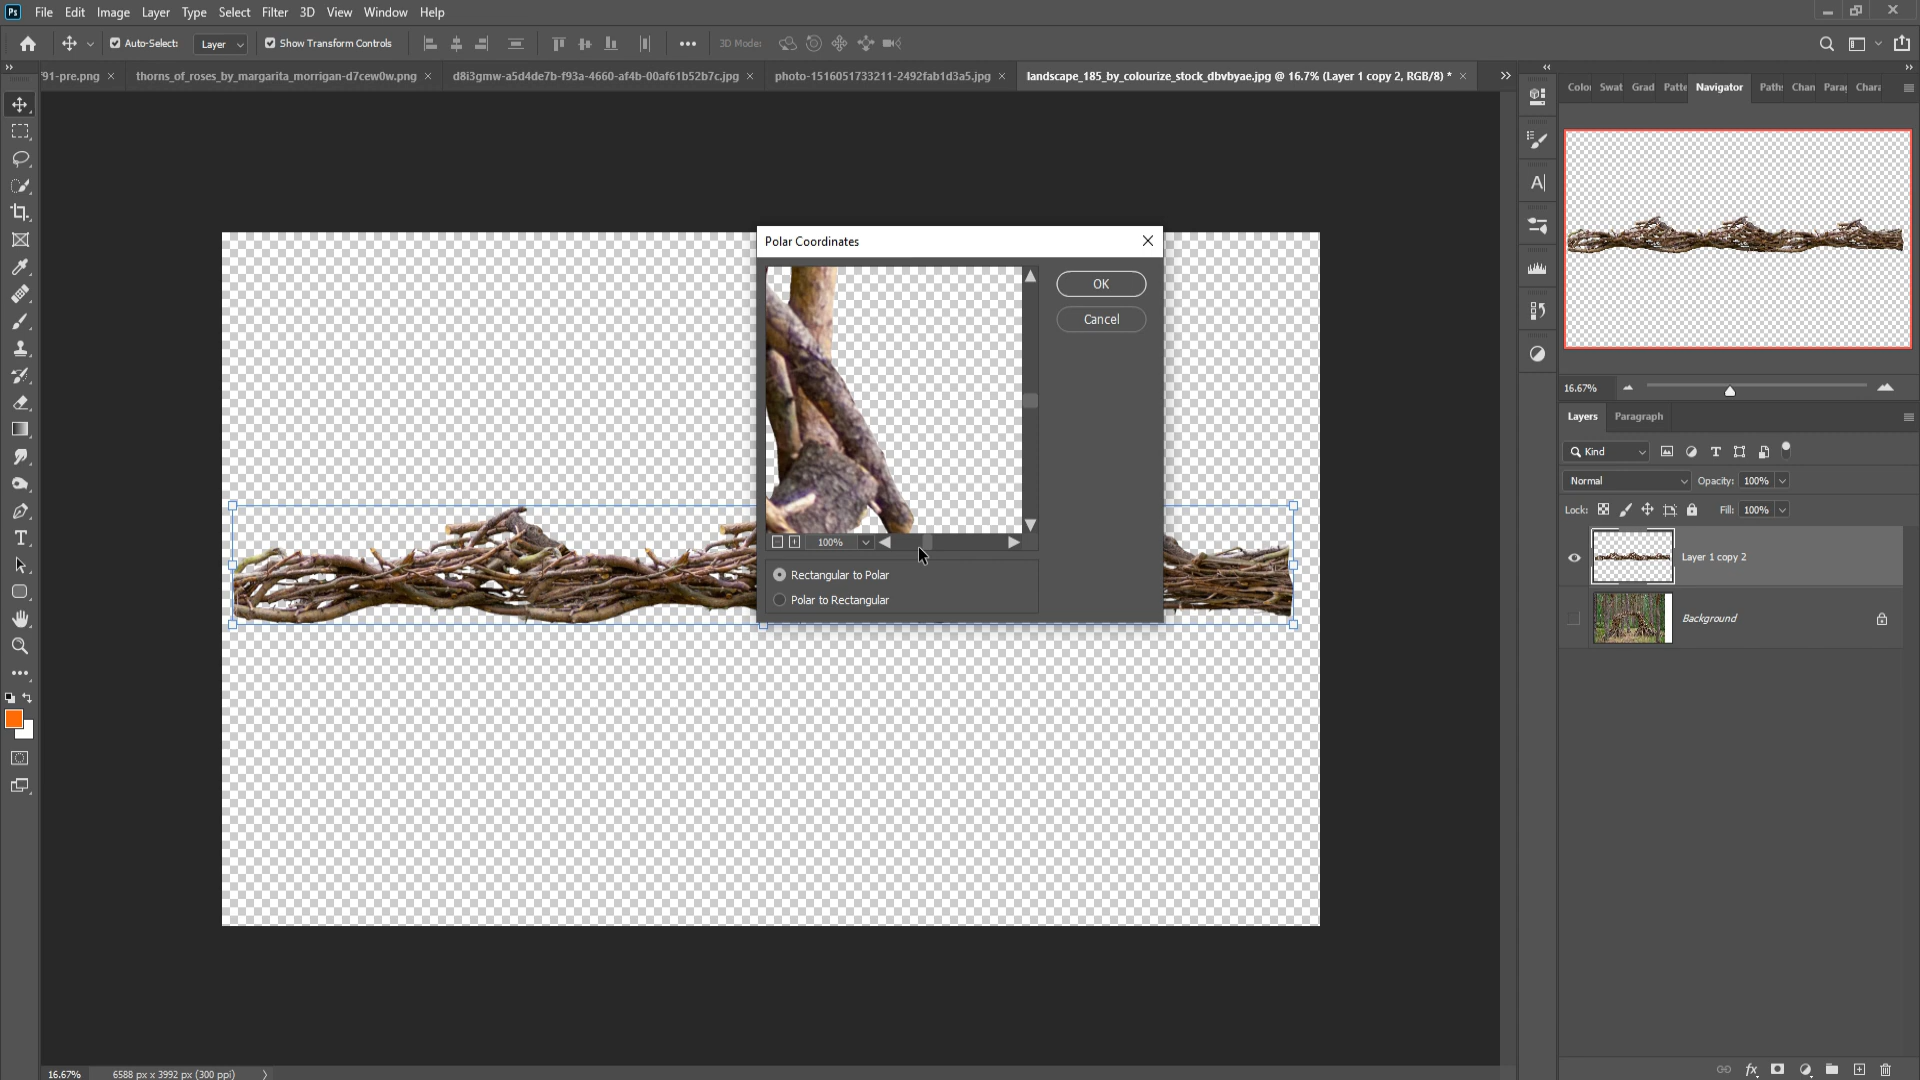 Ps File Edit Image Layer Type Select Filter 3D View Window Help
Auto-Select: Layer Show Transform Controls 3D Mode:
'91-pre.png × thorns_of_roses_by_margarita_morrigan-d7cew0w.png × d8i3gmw-a5d4de7b-f93a-4660-af4b-00af61b52b7c.jpg × photo-1516051733211-2492fab1d3a5.jpg × landscape_185_by_colourize_stock_dbvbyae.jpg @ 16.7% (Layer 1 copy 2, RGB/8) * ×
Colo Swat Grad Patte Navigator Paths Chan Parag Chara
Polar Coordinates
OK
Cancel
100%
Rectangular to Polar
Polar to Rectangular
16.67%
Layers Paragraph
Kind
Normal Opacity: 100%
Lock: Fill: 100%
Layer 1 copy 2
Background
16.67% 6588 px x 3992 px (300 ppi)